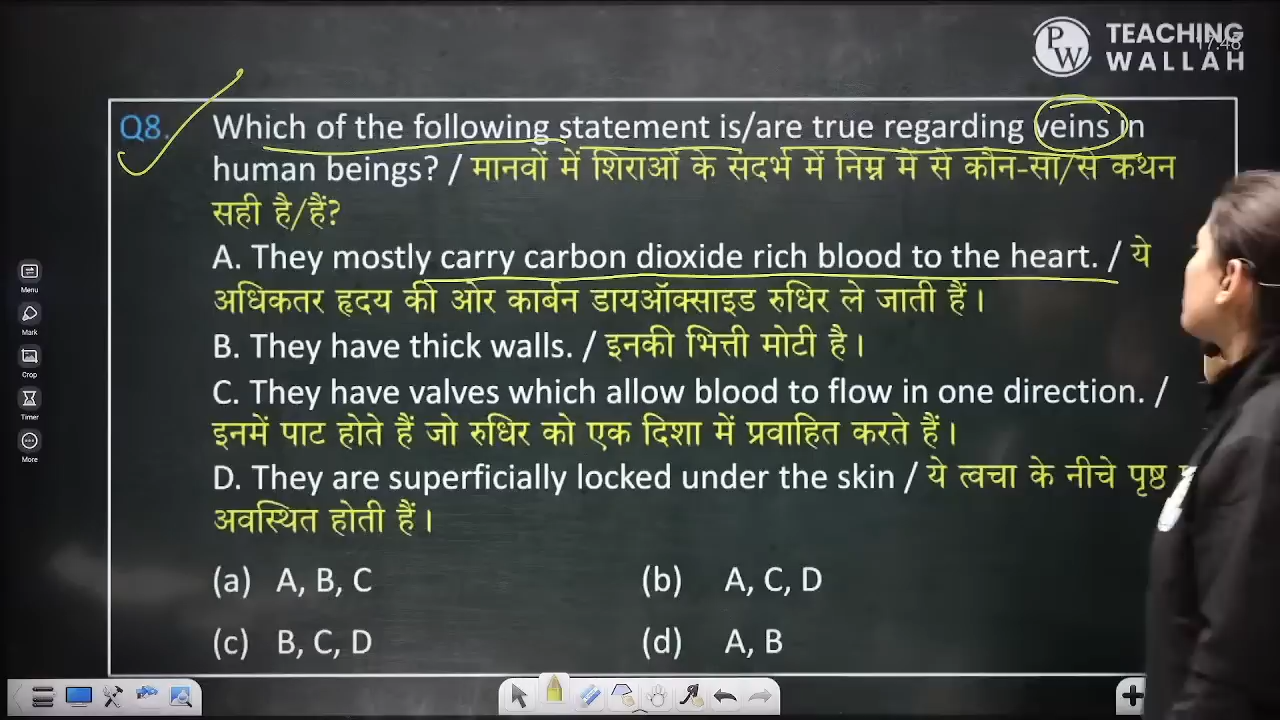 PW TEACHING
17:48
WALLAH
Q8. Which of the following statement is/are true regarding veins in
human beings? / मानवों में शिराओं के संदर्भ में निम्न में से कौन-सा/से कथन
सही है/हैं?
A. They mostly carry carbon dioxide rich blood to the heart. / ये
अधिकतर हृदय की ओर कार्बन डायऑक्साइड रुधिर ले जाती हैं।
B. They have thick walls. / इनकी भित्ती मोटी है।
C. They have valves which allow blood to flow in one direction. /
इनमें पाट होते हैं जो रुधिर को एक दिशा में प्रवाहित करते हैं।
D. They are superficially locked under the skin / ये त्वचा के नीचे पृष्ठ
अवस्थित होती हैं।
(a) A, B, C (b) A, C, D
(c) B, C, D (d) A, B
Menu
Mark
Crop
Timer
More